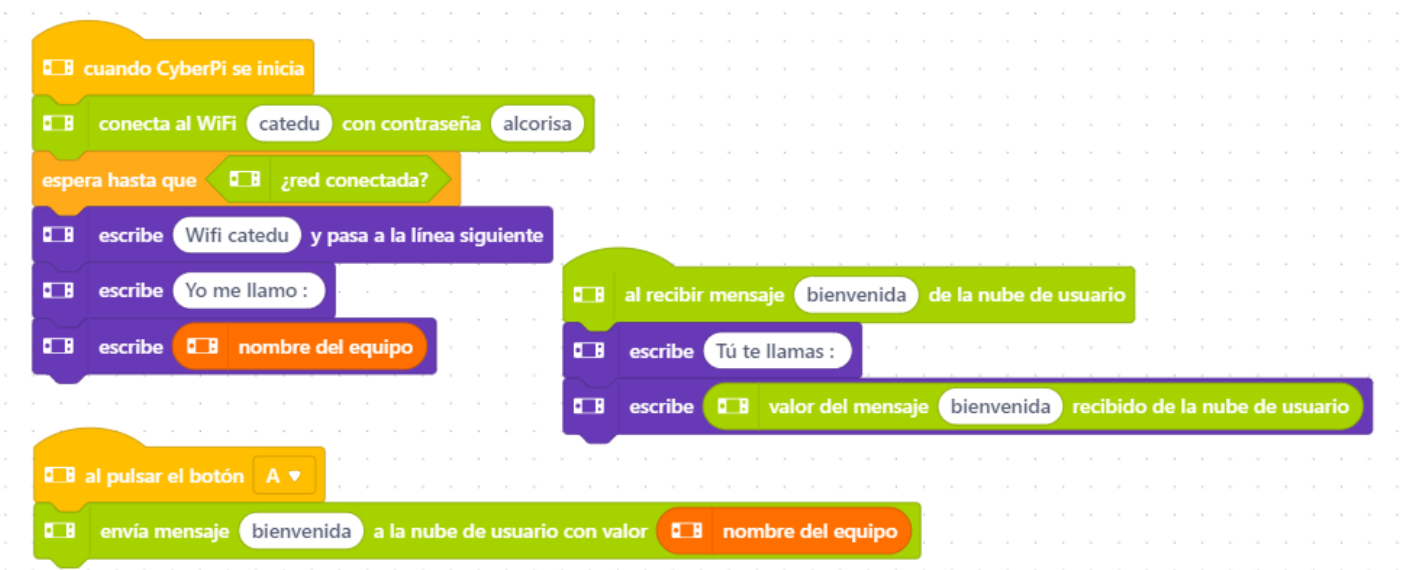 cuando CyberPi se inicia
conecta al WiFi catedu con contraseña alcorisa
espera hasta que ¿red conectada?
escribe Wifi catedu y pasa a la línea siguiente
escribe Yo me llamo :
escribe nombre del equipo
al recibir mensaje bienvenida de la nube de usuario
escribe Tú te llamas :
escribe valor del mensaje bienvenida recibido de la nube de usuario
al pulsar el botón A
envía mensaje bienvenida a la nube de usuario con valor nombre del equipo